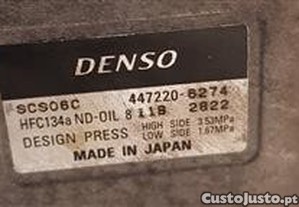 DENSO
SCS06C 447220-6274
HFC134a ND-OIL 8 11B 2822
DESIGN PRESS HIGH SIDE 3.53MPa
LOW SIDE 1.67MPa
MADE IN JAPAN
CustoJusto.pt